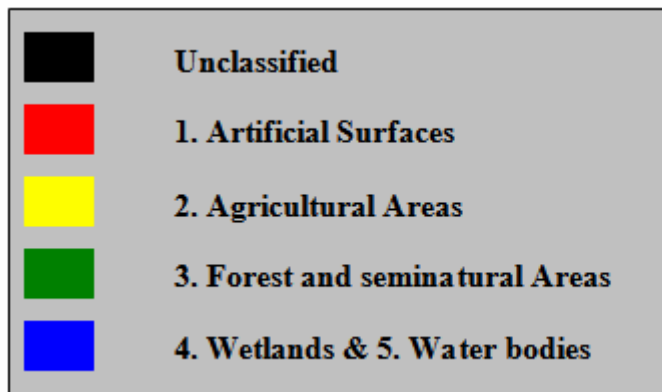 Unclassified
1. Artificial Surfaces
2. Agricultural Areas
3. Forest and seminatural Areas
4. Wetlands & 5. Water bodies